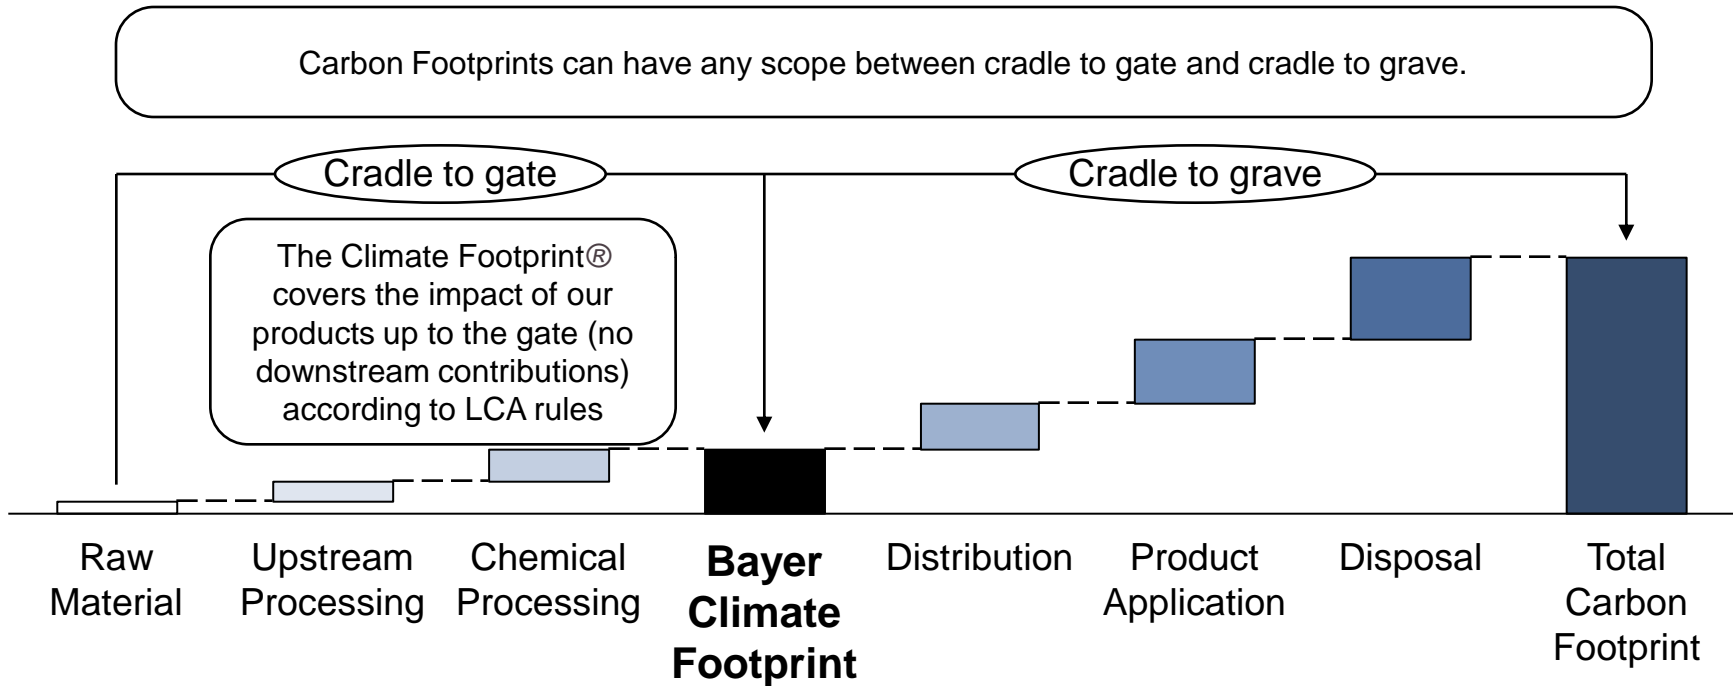 Carbon Footprints can have any scope between cradle to gate and cradle to grave.
Cradle to gate
Cradle to grave
The Climate Footprint®
covers the impact of our
products up to the gate (no
downstream contributions)
according to LCA rules
Raw
Material
Upstream
Processing
Chemical
Processing
Bayer
Climate
Footprint
Distribution
Product
Application
Disposal
Total
Carbon
Footprint